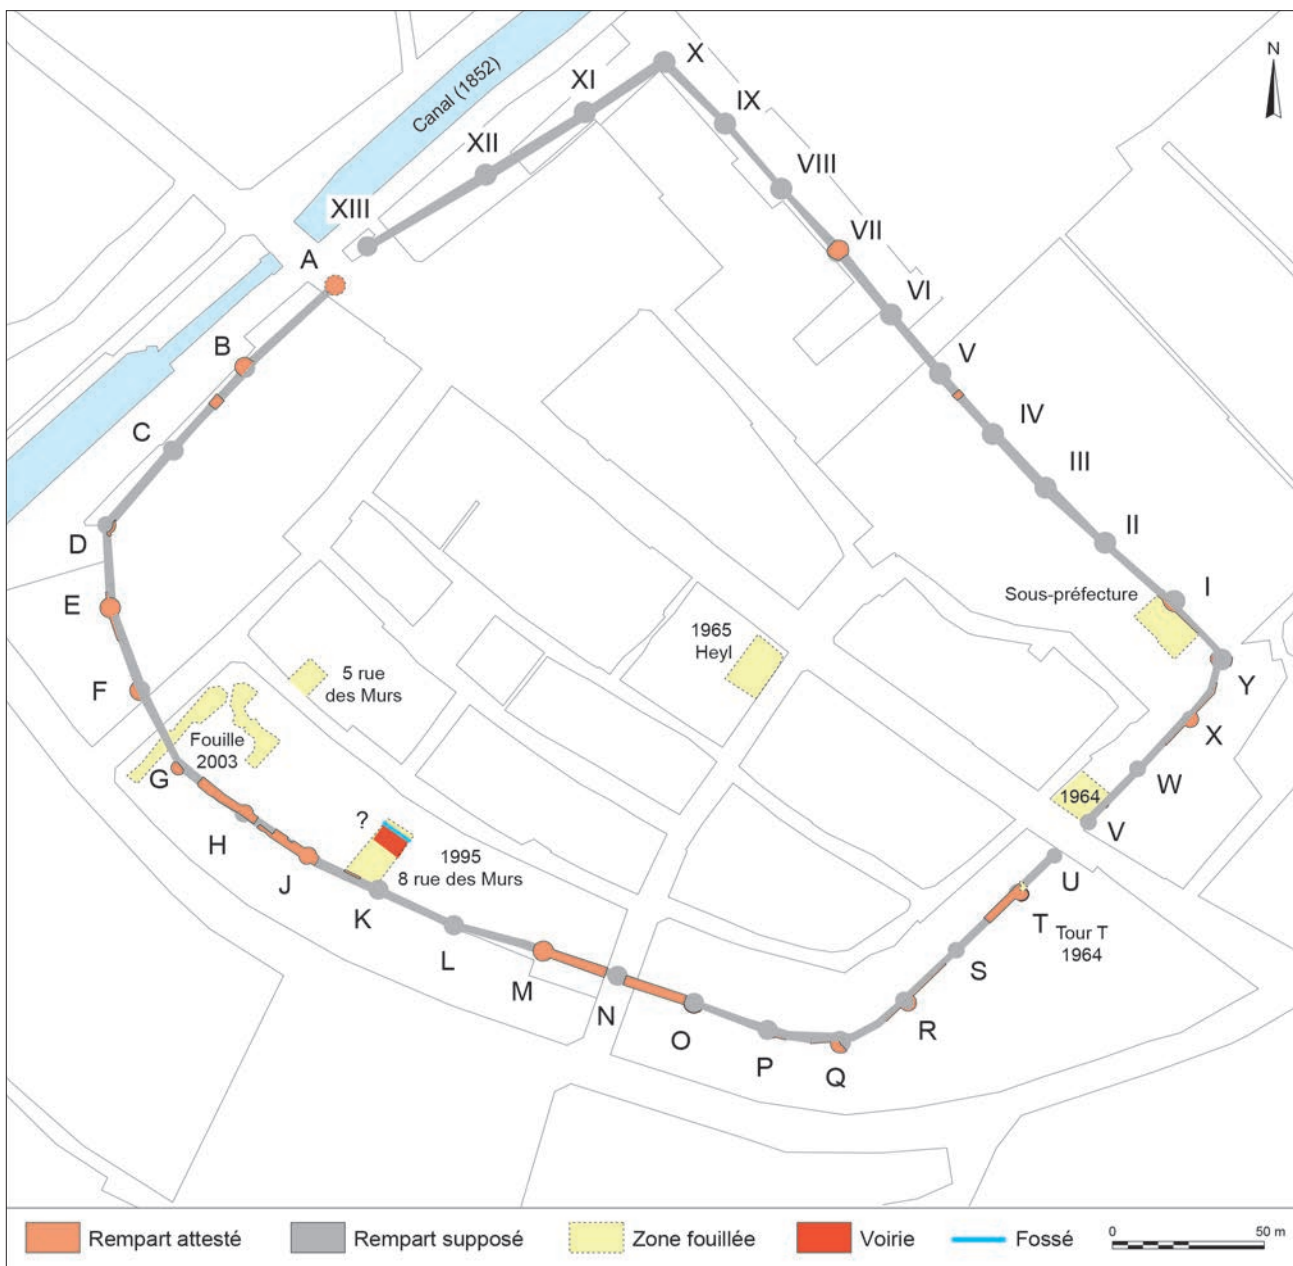 N
Canal (1852)
X
XI
IX
XII
VIII
XIII
VII
A
VI
B
V
IV
C
III
II
D
I
Sous-préfecture
E
1965
Heyl
5 rue
des Murs
Y
F
X
Fouille
2003
G
W
1964
V
H
?
J
1995
8 rue des Murs
U
K
T
Tour T
1964
L
S
M
N
R
O
P
Q
Rempart attesté
Rempart supposé
Zone fouillée
Voirie
Fossé
0
50 m